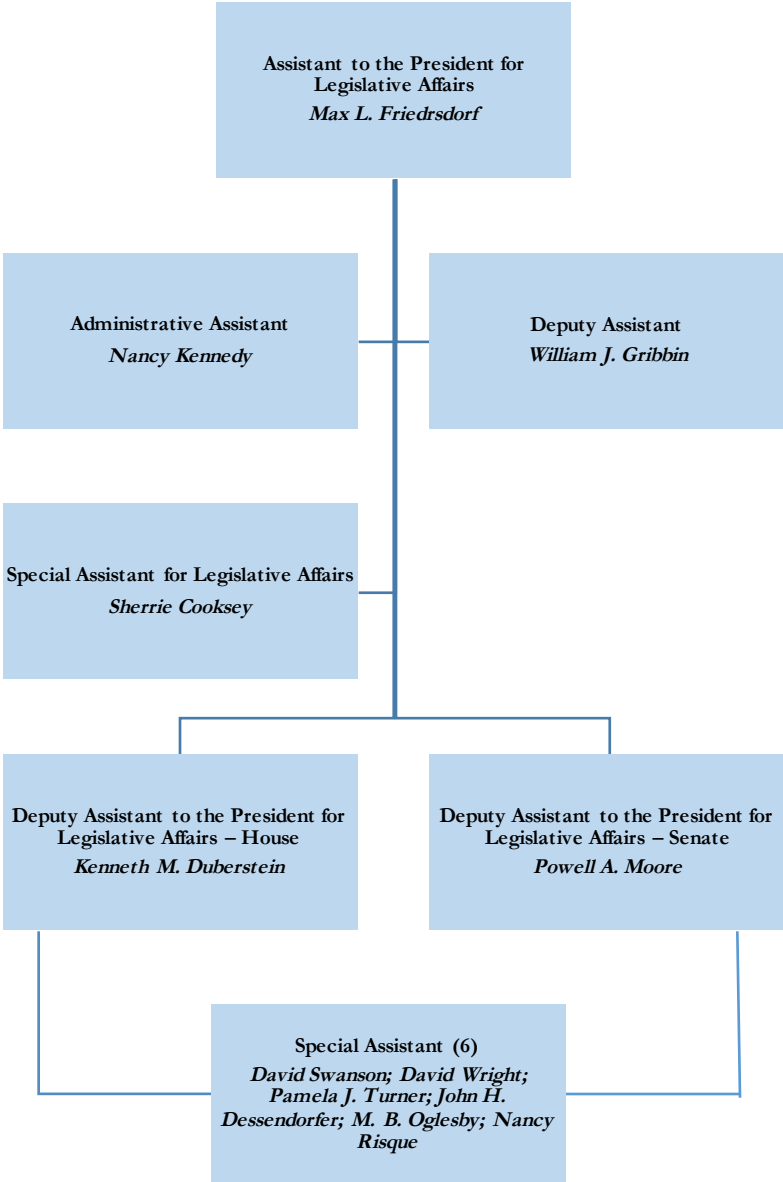 Assistant to the President for
Legislative Affairs
Max L. Friedrsdorf
Administrative Assistant
Nancy Kennedy
Deputy Assistant
William J. Gribbin
Special Assistant for Legislative Affairs
Sherrie Cooksey
Deputy Assistant to the President for
Legislative Affairs – House
Kenneth M. Duberstein
Deputy Assistant to the President for
Legislative Affairs – Senate
Powell A. Moore
Special Assistant (6)
David Swanson; David Wright;
Pamela J. Turner; John H.
Dessendorfer; M. B. Oglesby; Nancy
Risque